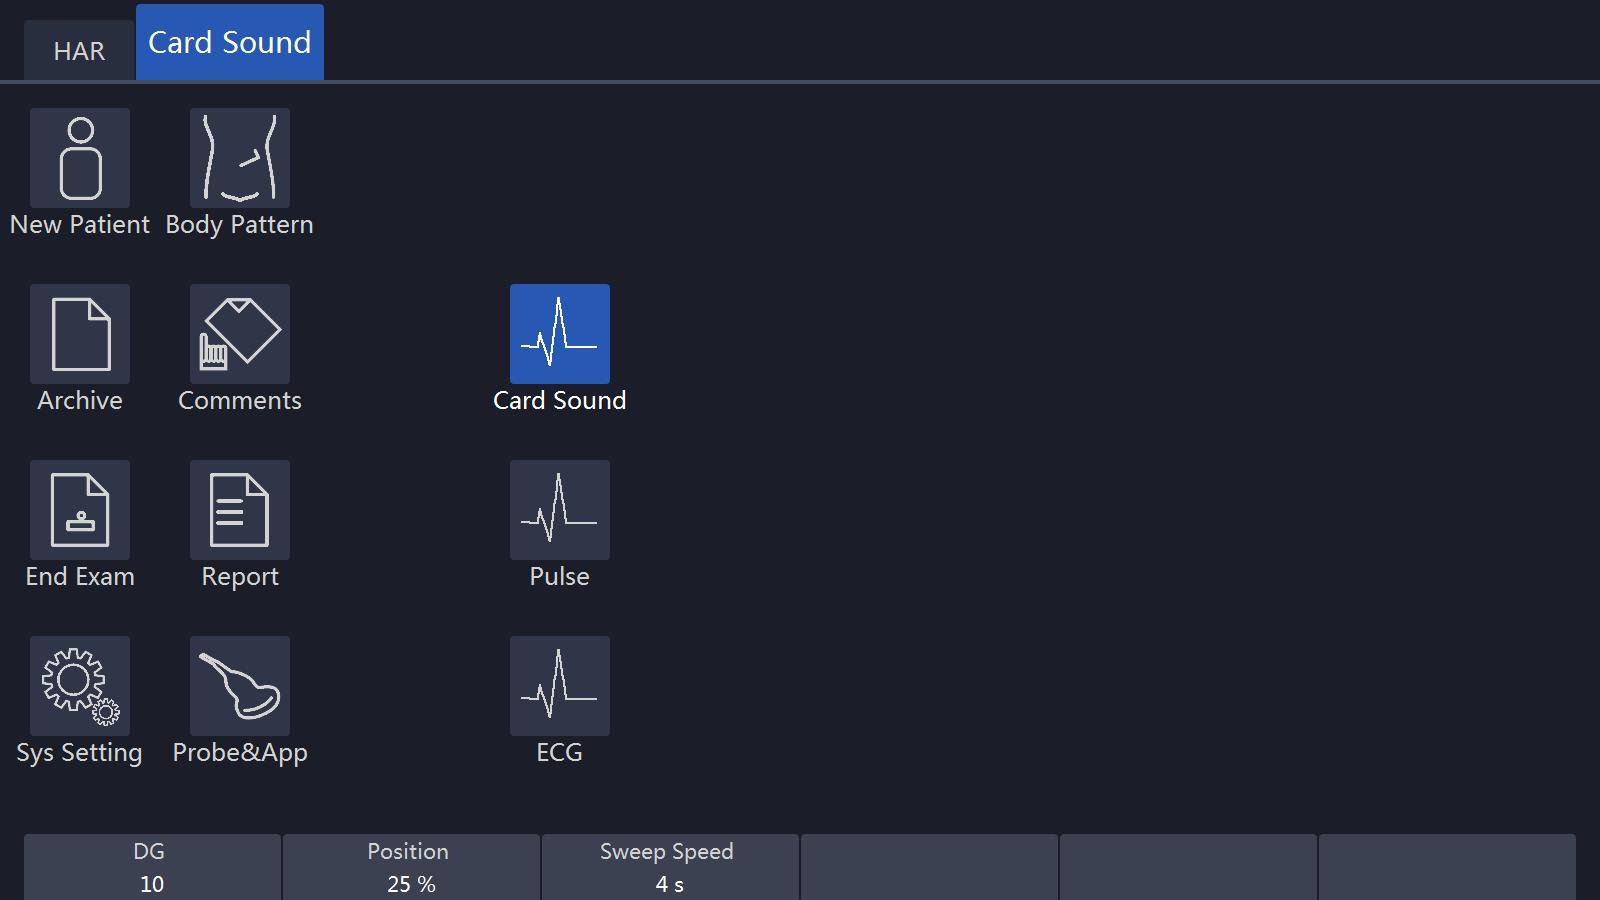 HAR
Card Sound
New Patient
Body Pattern
Archive
Comments
Card Sound
End Exam
Report
Pulse
Sys Setting
Probe&App
ECG
DG
Position
Sweep Speed
10
25 %
4 s